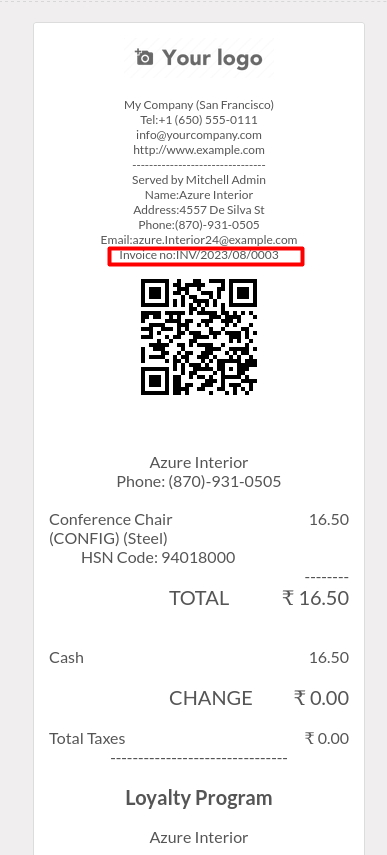 Your logo
My Company (San Francisco)
Tel:+1 (650) 555-0111
info@yourcompany.com
http://www.example.com
--------------------------------
Served by Mitchell Admin
Name:Azure Interior
Address:4557 De Silva St
Phone:(870)-931-0505
Email:azure.Interior24@example.com
Invoice no:INV/2023/08/0003
Azure Interior
Phone: (870)-931-0505
Conference Chair 16.50
(CONFIG) (Steel)
HSN Code: 94018000
--------
TOTAL ₹ 16.50
Cash 16.50
CHANGE ₹ 0.00
Total Taxes ₹ 0.00
--------------------------------
Loyalty Program
Azure Interior